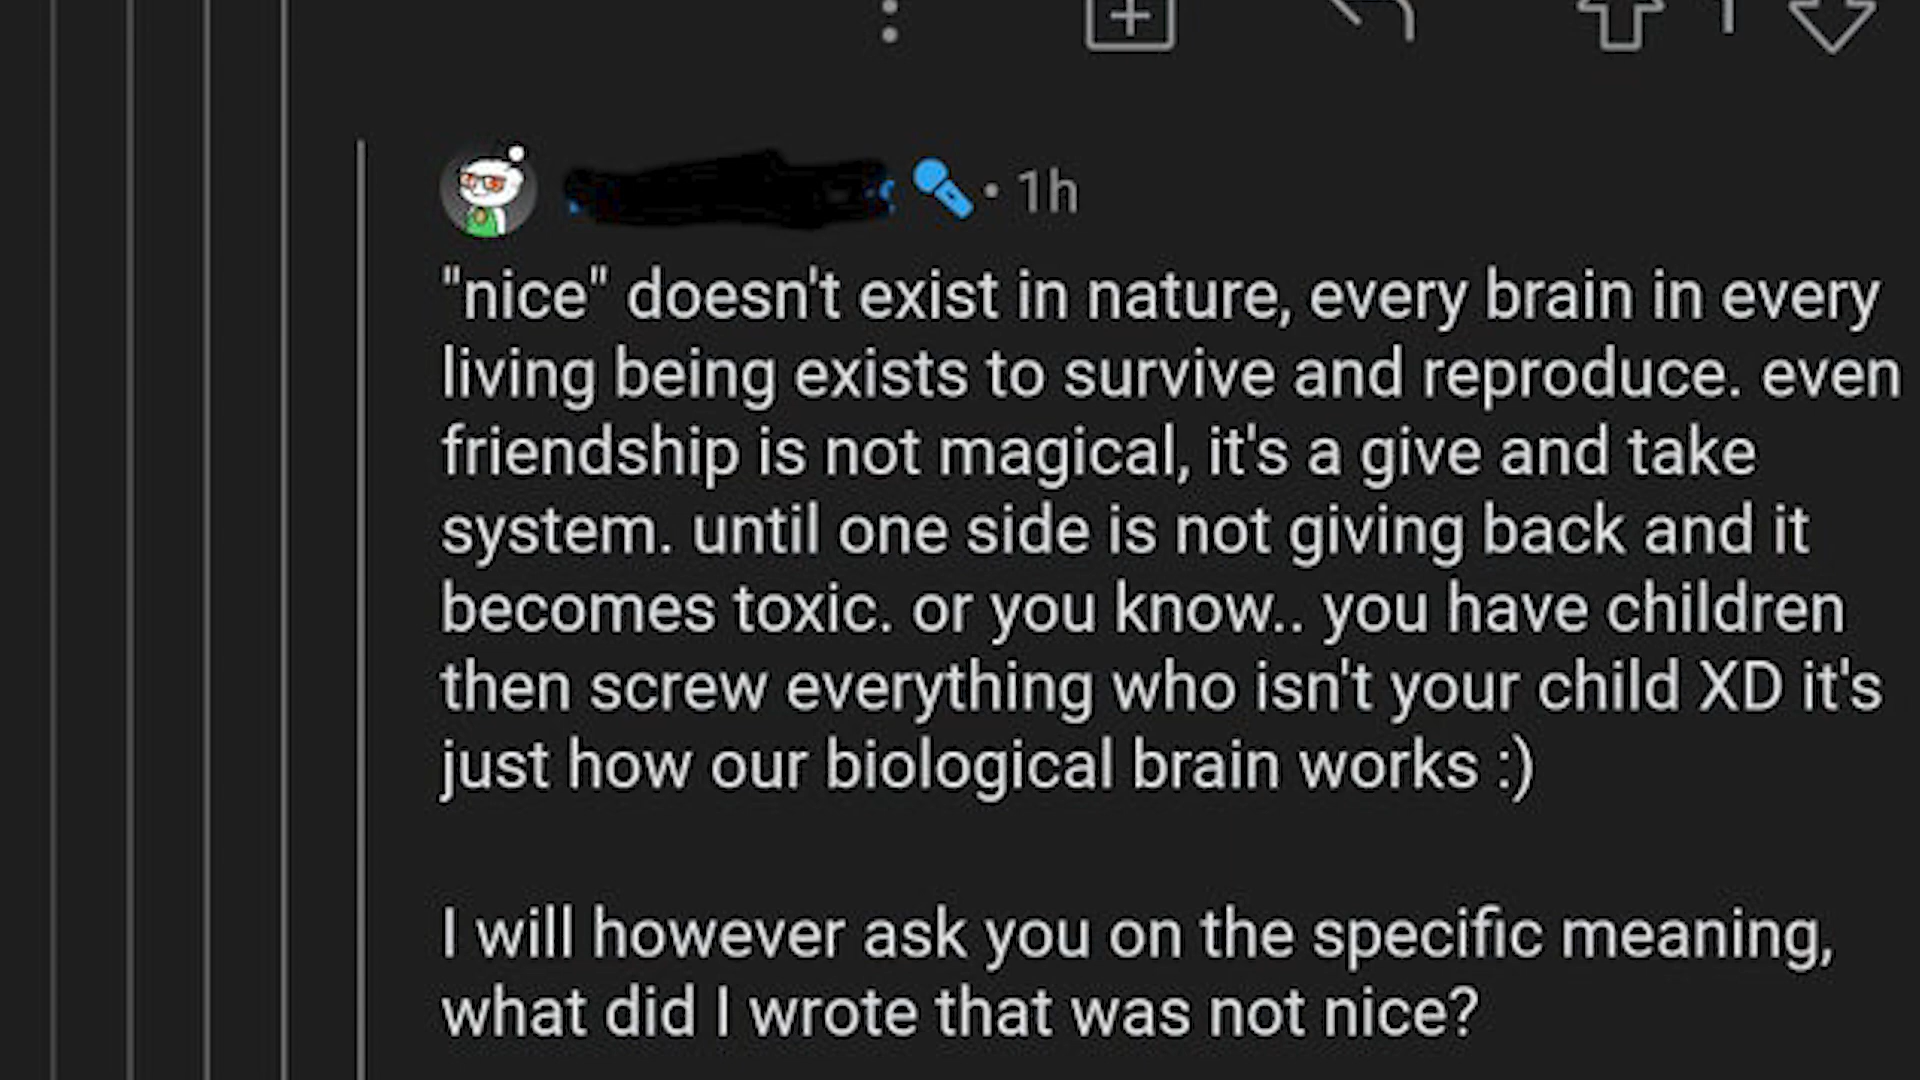 1
1h
"nice" doesn't exist in nature, every brain in every
living being exists to survive and reproduce. even
friendship is not magical, it's a give and take
system. until one side is not giving back and it
becomes toxic. or you know.. you have children
then screw everything who isn't your child XD it's
just how our biological brain works :)
I will however ask you on the specific meaning,
what did I wrote that was not nice?